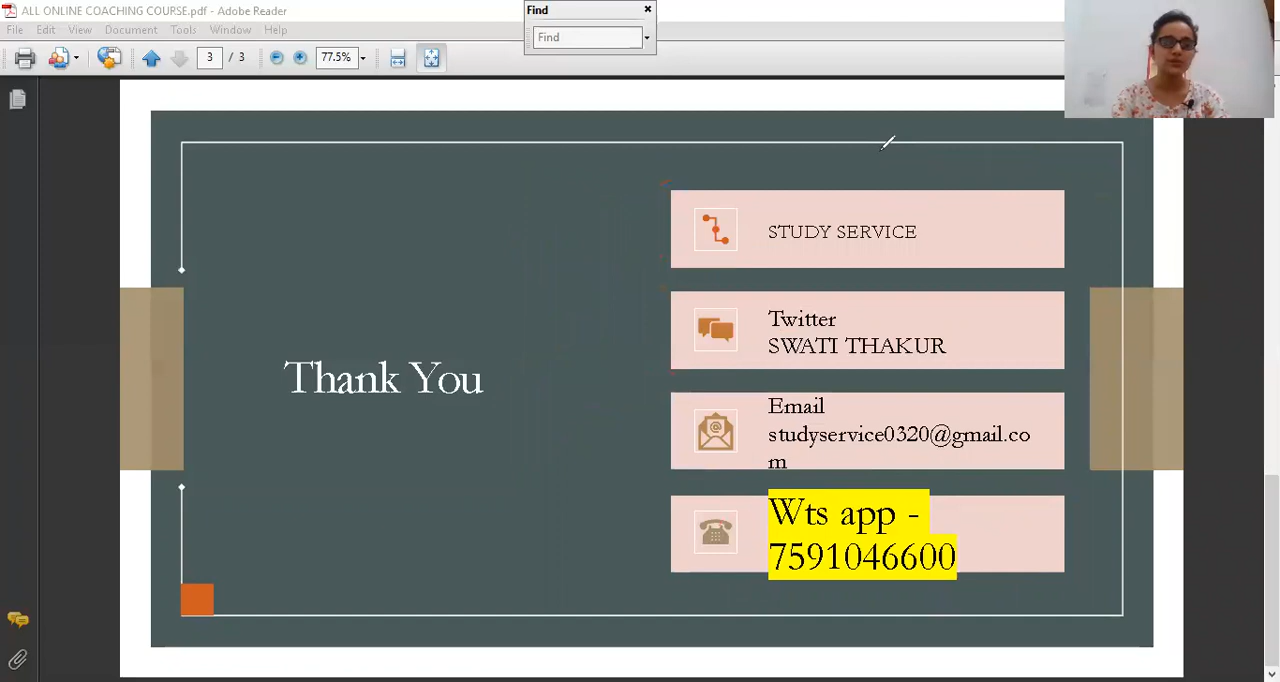 ALL ONLINE COACHING COURSE.pdf - Adobe Reader
File Edit View Document Tools Window Help
3 / 3 77.5%
Find
Find
Thank You
STUDY SERVICE
Twitter
SWATI THAKUR
Email
studyservice0320@gmail.co
m
Wts app -
7591046600